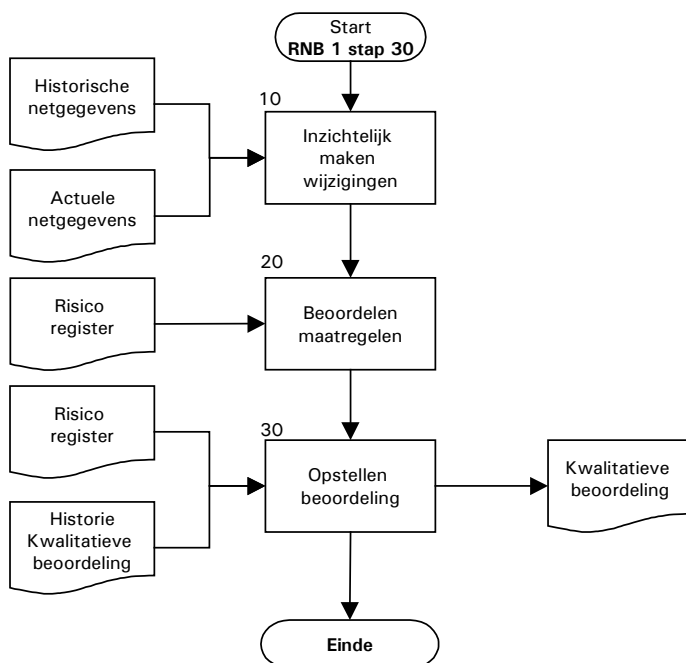 Start
RNB 1 stap 30
Historische
netgegevens
10
Inzichtelijk
maken
wijzigingen
Actuele
netgegevens
20
Risico
register
Beoordelen
maatregelen
Risico
register
30
Opstellen
beoordeling
Kwalitatieve
beoordeling
Historie
Kwalitatieve
beoordeling
Einde